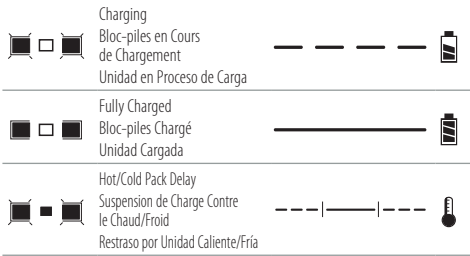 Charging
Bloc-piles en Cours
de Chargement
Unidad en Proceso de Carga
Fully Charged
Bloc-piles Chargé
Unidad Cargada
Hot/Cold Pack Delay
Suspension de Charge Contre
le Chaud/Froid
Restraso por Unidad Caliente/Fría